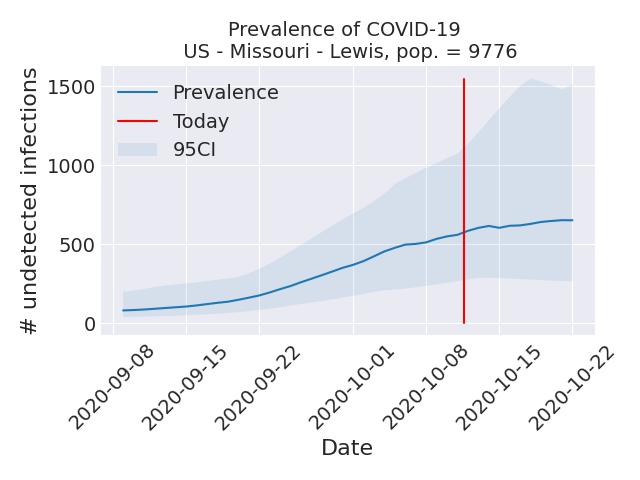 Prevalence of COVID-19
US - Missouri - Lewis, pop. = 9776
# undetected infections
1500
1000
500
0
Prevalence
Today
95CI
2020-09-08
2020-09-15
2020-09-22
2020-10-01
2020-10-08
2020-10-15
2020-10-22
Date